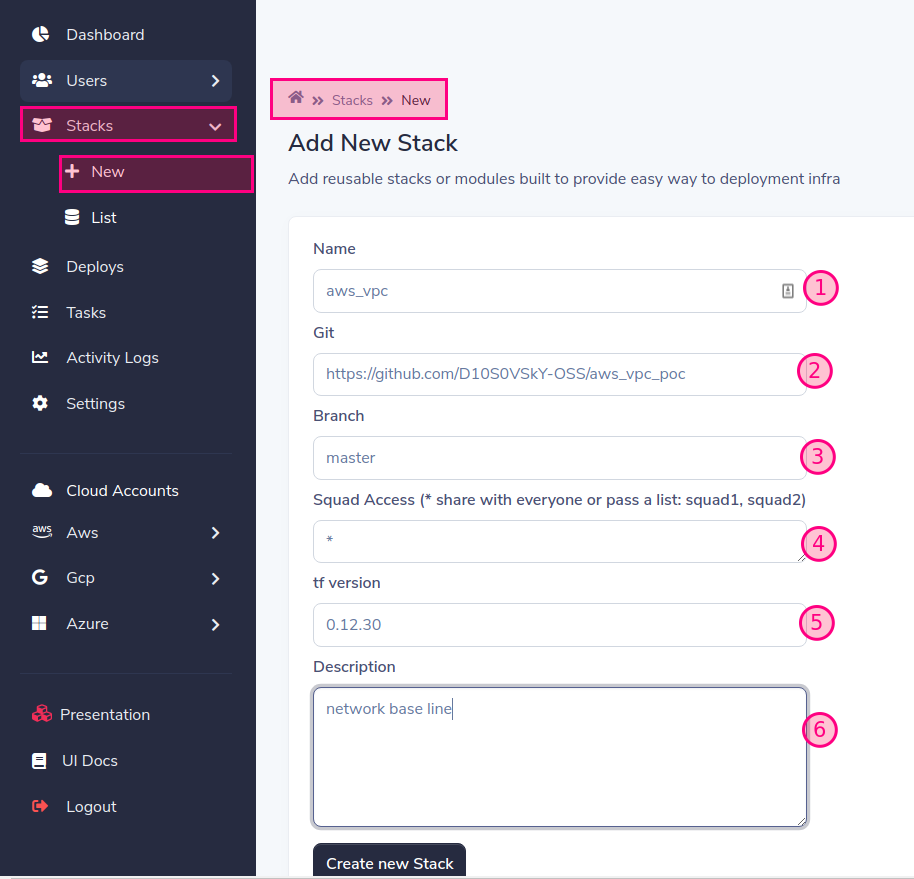 Dashboard
Users
Stacks
New
List
Deploys
Tasks
Activity Logs
Settings
Cloud Accounts
aws Aws
Gcp
Azure
Presentation
UI Docs
Logout
Stacks New
Add New Stack
Add reusable stacks or modules built to provide easy way to deployment infra
Name
aws_vpc 1
Git
https://github.com/D10S0VSkY-OSS/aws_vpc_poc 2
Branch
master 3
Squad Access (* share with everyone or pass a list: squad1, squad2)
* 4
tf version
0.12.30 5
Description
network base line 6
Create new Stack